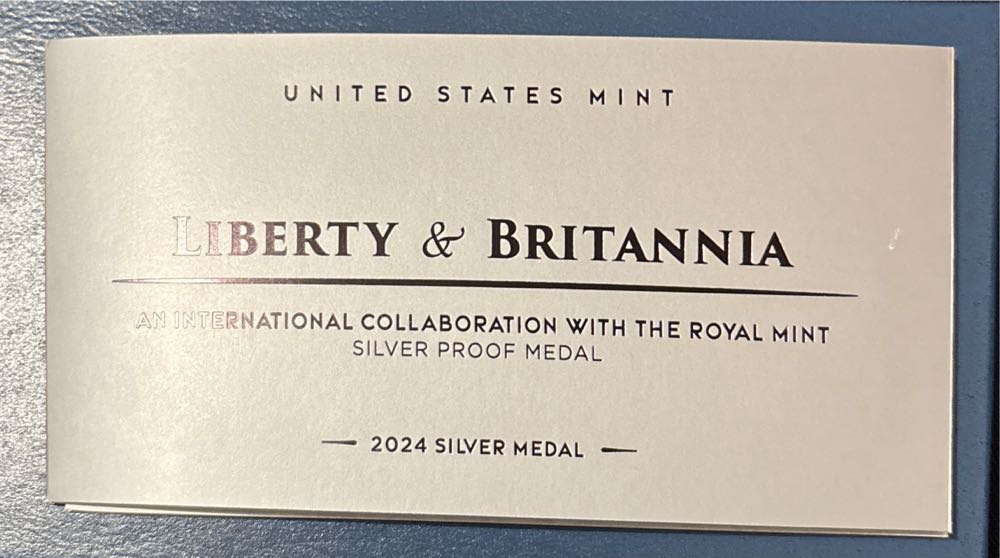 UNITED STATES MINT
LIBERTY & BRITANNIA
AN INTERNATIONAL COLLABORATION WITH THE ROYAL MINT
SILVER PROOF MEDAL
— 2024 SILVER MEDAL —